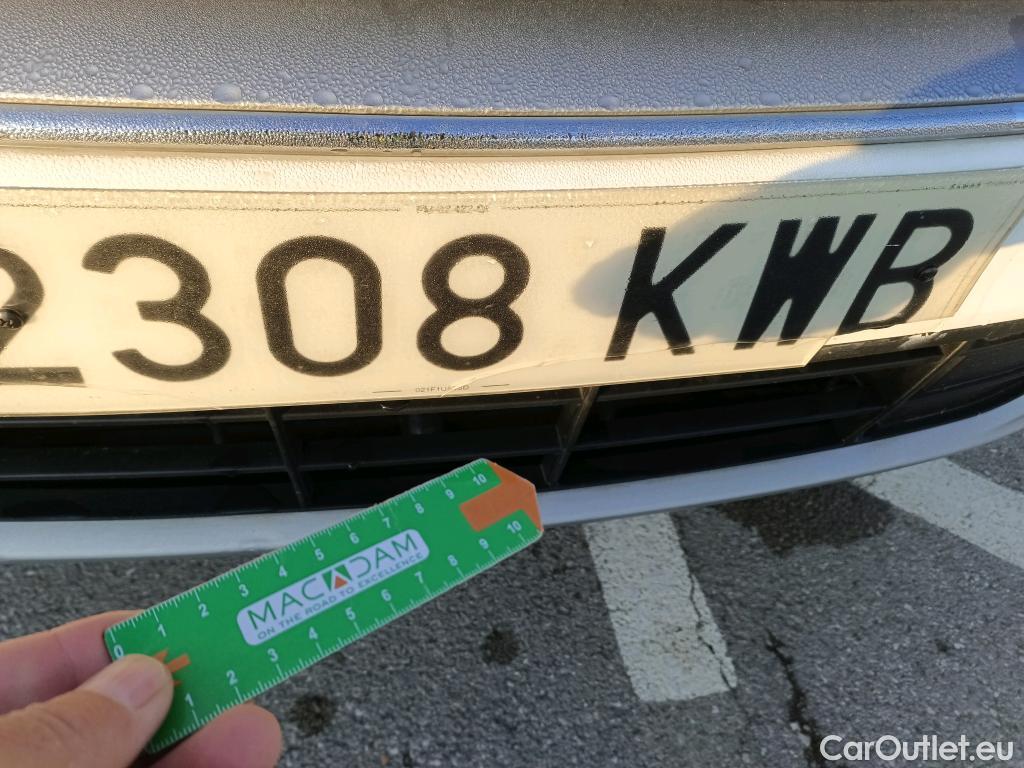 2308 KWB
0 1 2 3 4 5 6 7 8 9 10
MACADAM
ON THE ROAD TO EXCELLENCE
1 2 3 4 5 6 7 8 9 10
CarOutlet.eu